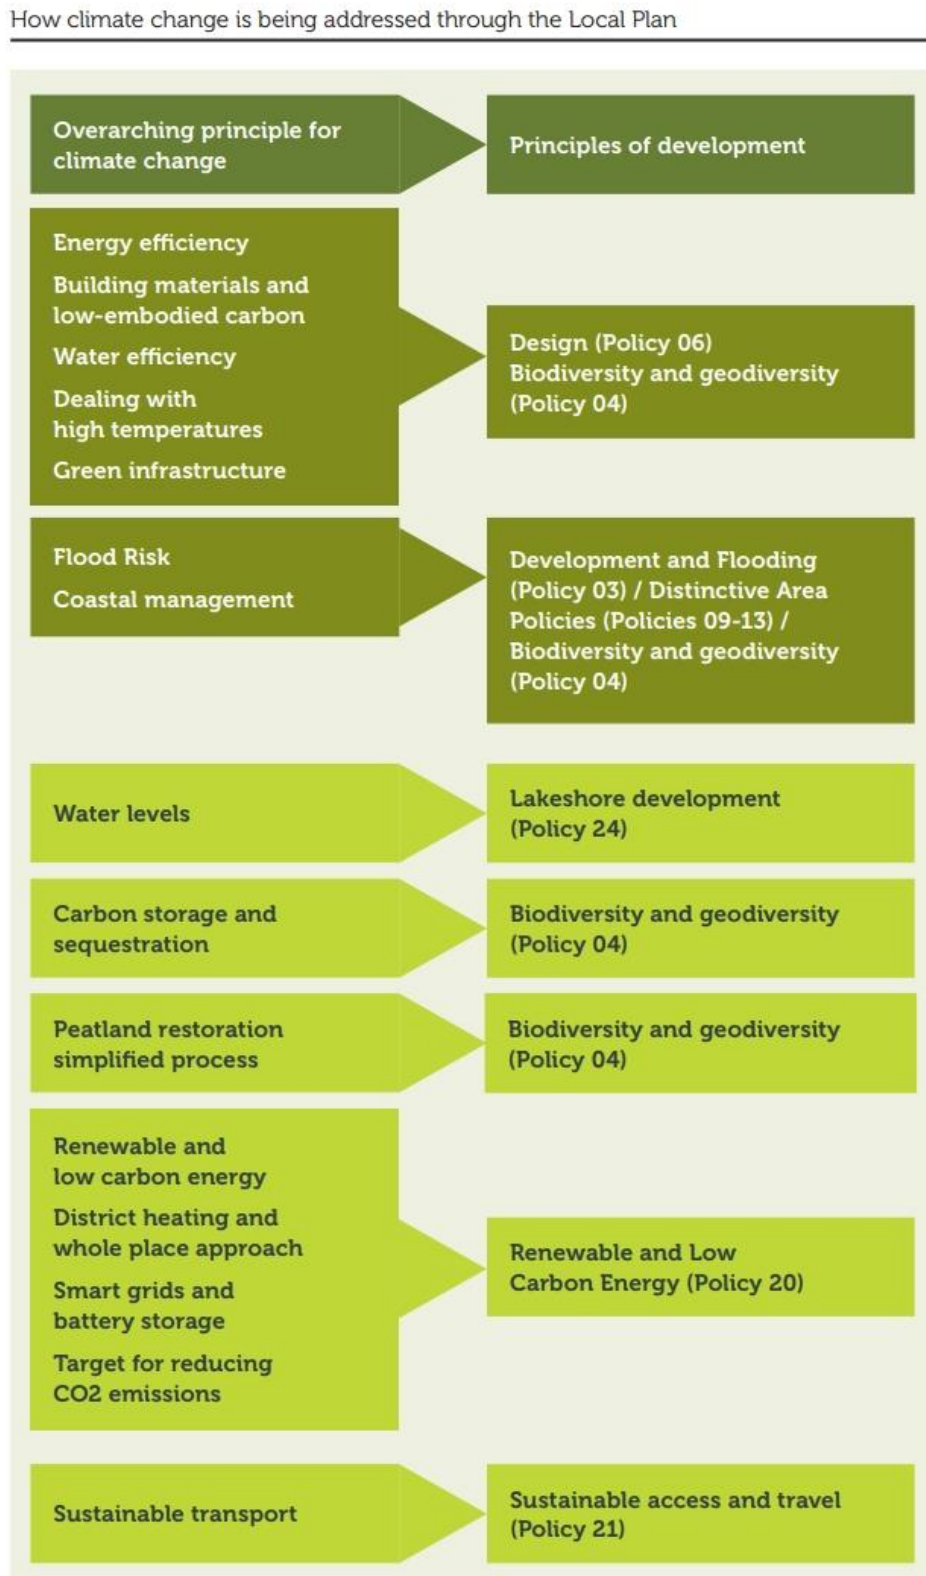 How climate change is being addressed through the Local Plan
Overarching principle for
climate change
Principles of development
Energy efficiency
Building materials and
low-embodied carbon
Water efficiency
Dealing with
high temperatures
Green infrastructure
Design (Policy 06)
Biodiversity and geodiversity
(Policy 04)
Flood Risk
Coastal management
Development and Flooding
(Policy 03) / Distinctive Area
Policies (Policies 09-13) /
Biodiversity and geodiversity
(Policy 04)
Water levels
Lakeshore development
(Policy 24)
Carbon storage and
sequestration
Biodiversity and geodiversity
(Policy 04)
Peatland restoration
simplified process
Biodiversity and geodiversity
(Policy 04)
Renewable and
low carbon energy
District heating and
whole place approach
Smart grids and
battery storage
Target for reducing
CO2 emissions
Renewable and Low
Carbon Energy (Policy 20)
Sustainable transport
Sustainable access and travel
(Policy 21)